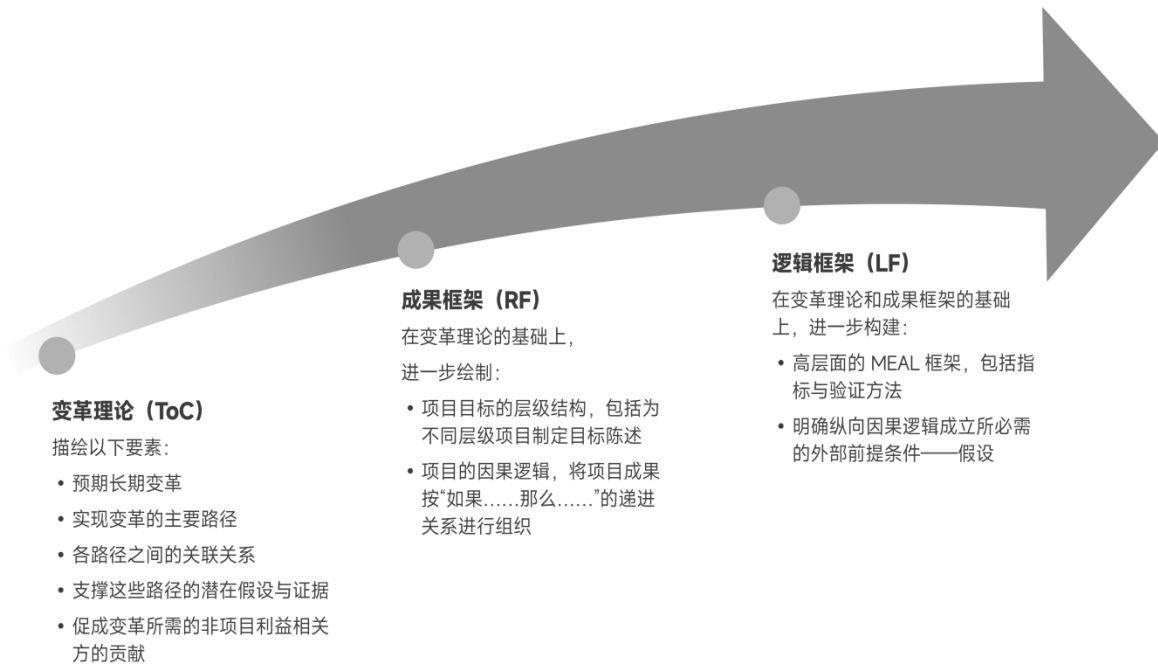 变革理论（ToC）
描绘以下要素：
• 预期长期变革
• 实现变革的主要路径
• 各路径之间的关联关系
• 支撑这些路径的潜在假设与证据
• 促成变革所需的非项目利益相关
方的贡献
成果框架（RF）
在变革理论的基础上，
进一步绘制：
• 项目目标的层级结构，包括为
不同层级项目制定目标陈述
• 项目的因果逻辑，将项目成果
按“如果……那么……”的递进
关系进行组织
逻辑框架（LF）
在变革理论和成果框架的基础
上，进一步构建：
• 高层面的 MEAL 框架，包括指
标与验证方法
• 明确纵向因果逻辑成立所必需
的外部前提条件——假设